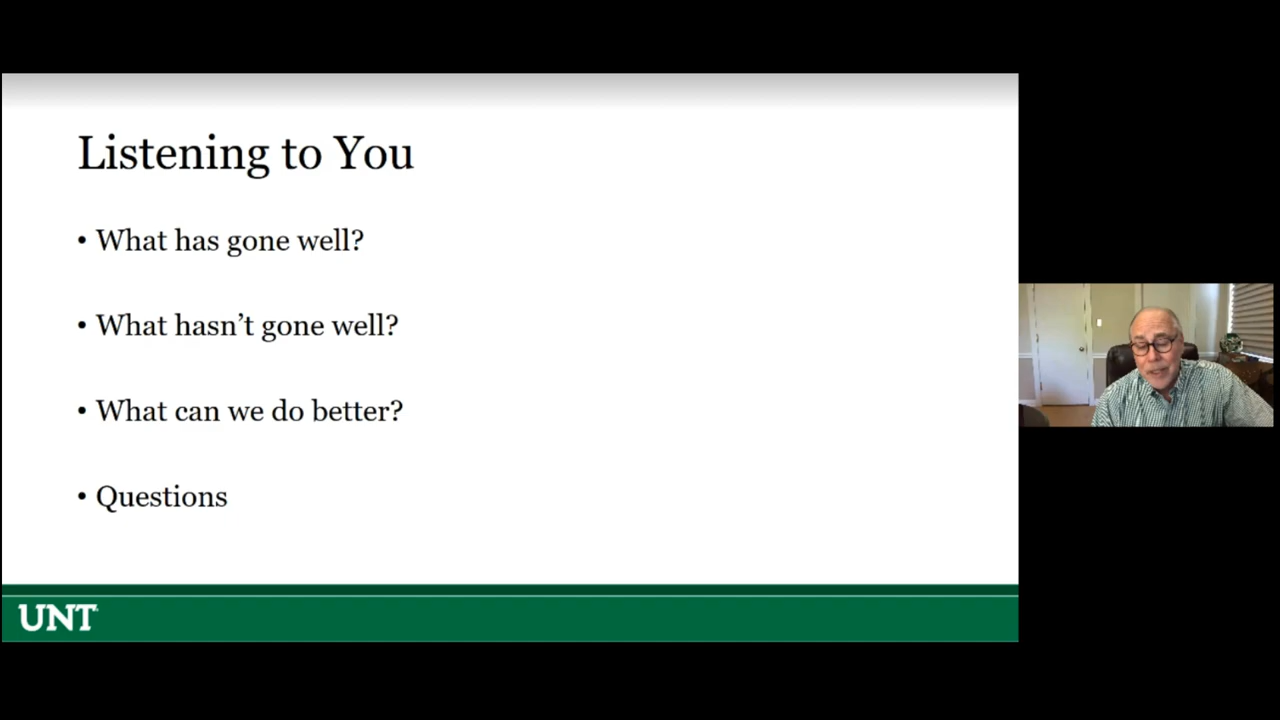 Listening to You
• What has gone well?
• What hasn’t gone well?
• What can we do better?
• Questions
UNT